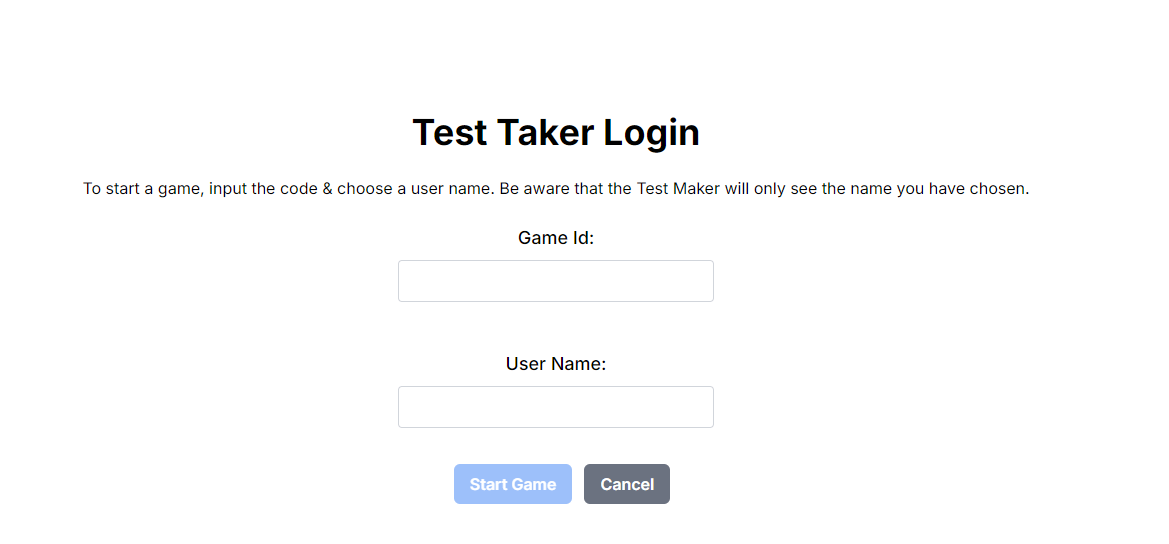 Test Taker Login
To start a game, input the code & choose a user name. Be aware that the Test Maker will only see the name you have chosen.
Game Id:
User Name:
Start Game Cancel